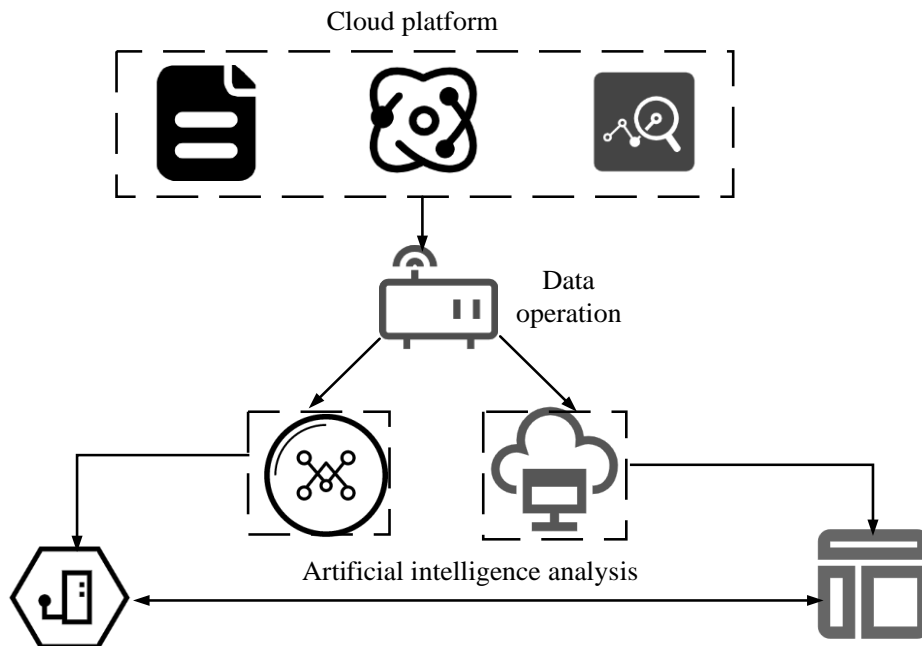 Cloud platform
Data
operation
Artificial intelligence analysis